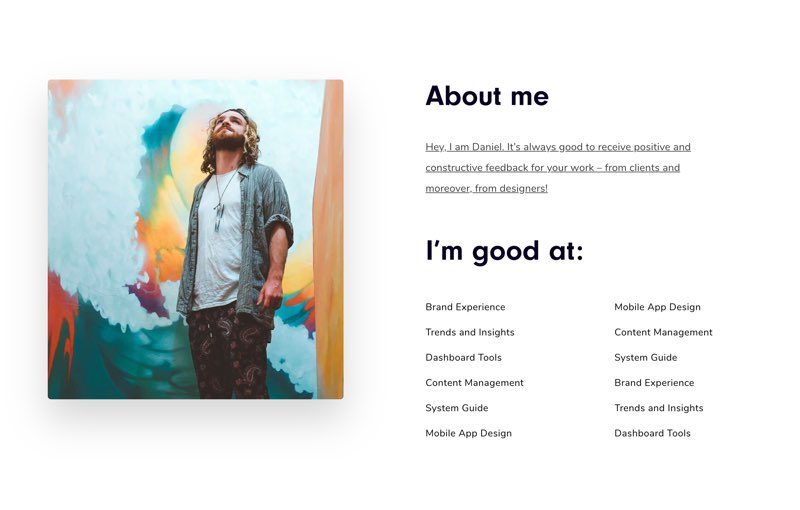 About me
Hey, I am Daniel. It’s always good to receive positive and
constructive feedback for your work – from clients and
moreover, from designers!
I’m good at:
Brand Experience
Trends and Insights
Dashboard Tools
Content Management
System Guide
Mobile App Design
Mobile App Design
Content Management
System Guide
Brand Experience
Trends and Insights
Dashboard Tools